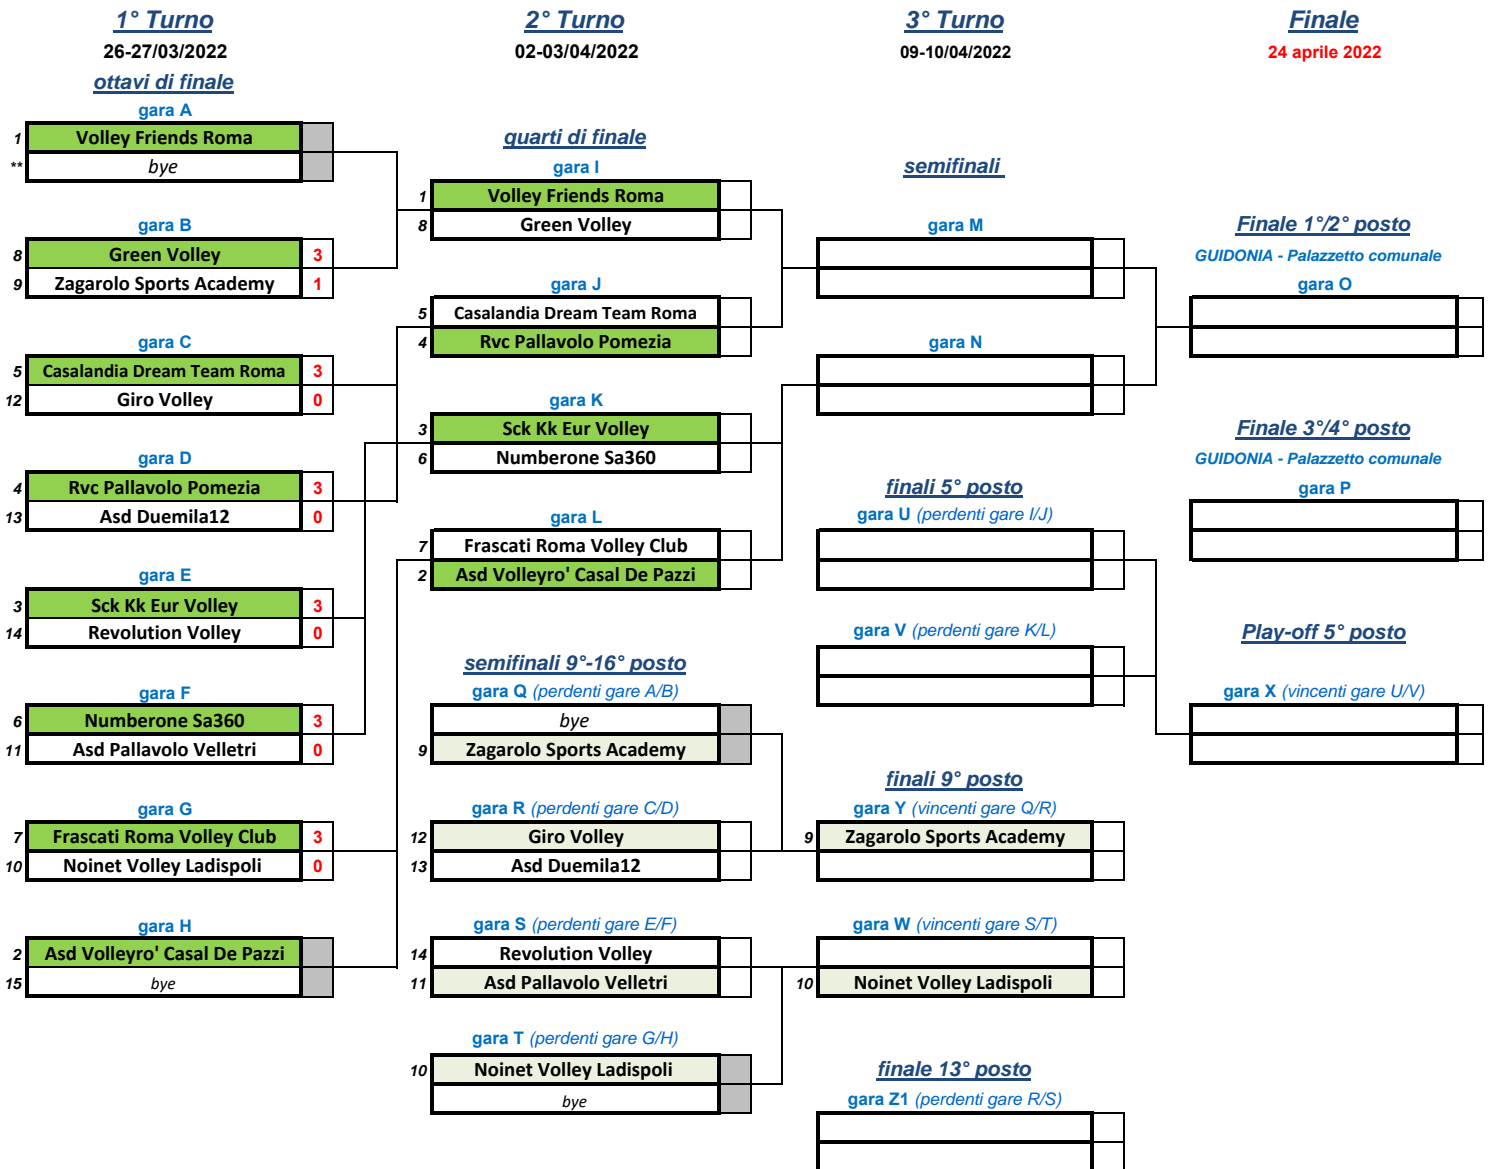 1° Turno
26-27/03/2022
ottavi di finale
gara A
1 Volley Friends Roma
** bye
gara B
8 Green Volley 3
9 Zagarolo Sports Academy 1
gara C
5 Casalandia Dream Team Roma 3
12 Giro Volley 0
gara D
4 Rvc Pallavolo Pomezia 3
13 Asd Duemila12 0
gara E
3 Sck Kk Eur Volley 3
14 Revolution Volley 0
gara F
6 Numberone Sa360 3
11 Asd Pallavolo Velletri 0
gara G
7 Frascati Roma Volley Club 3
10 Noinet Volley Ladispoli 0
gara H
2 Asd Volleyro' Casal De Pazzi
15 bye
2° Turno
02-03/04/2022
quarti di finale
gara I
1 Volley Friends Roma
8 Green Volley
gara J
5 Casalandia Dream Team Roma
4 Rvc Pallavolo Pomezia
gara K
3 Sck Kk Eur Volley
6 Numberone Sa360
gara L
7 Frascati Roma Volley Club
2 Asd Volleyro' Casal De Pazzi
semifinali 9°-16° posto
gara Q (perdenti gare A/B)
bye
9 Zagarolo Sports Academy
gara R (perdenti gare C/D)
12 Giro Volley
13 Asd Duemila12
gara S (perdenti gare E/F)
14 Revolution Volley
11 Asd Pallavolo Velletri
gara T (perdenti gare G/H)
10 Noinet Volley Ladispoli
bye
3° Turno
09-10/04/2022
semifinali
gara M
gara N
finali 5° posto
gara U (perdenti gare I/J)
gara V (perdenti gare K/L)
finali 9° posto
gara Y (vincenti gare Q/R)
9 Zagarolo Sports Academy
gara W (vincenti gare S/T)
10 Noinet Volley Ladispoli
finale 13° posto
gara Z1 (perdenti gare R/S)
Finale
24 aprile 2022
Finale 1°/2° posto
GUIDONIA - Palazzetto comunale
gara O
Finale 3°/4° posto
GUIDONIA - Palazzetto comunale
gara P
Play-off 5° posto
gara X (vincenti gare U/V)